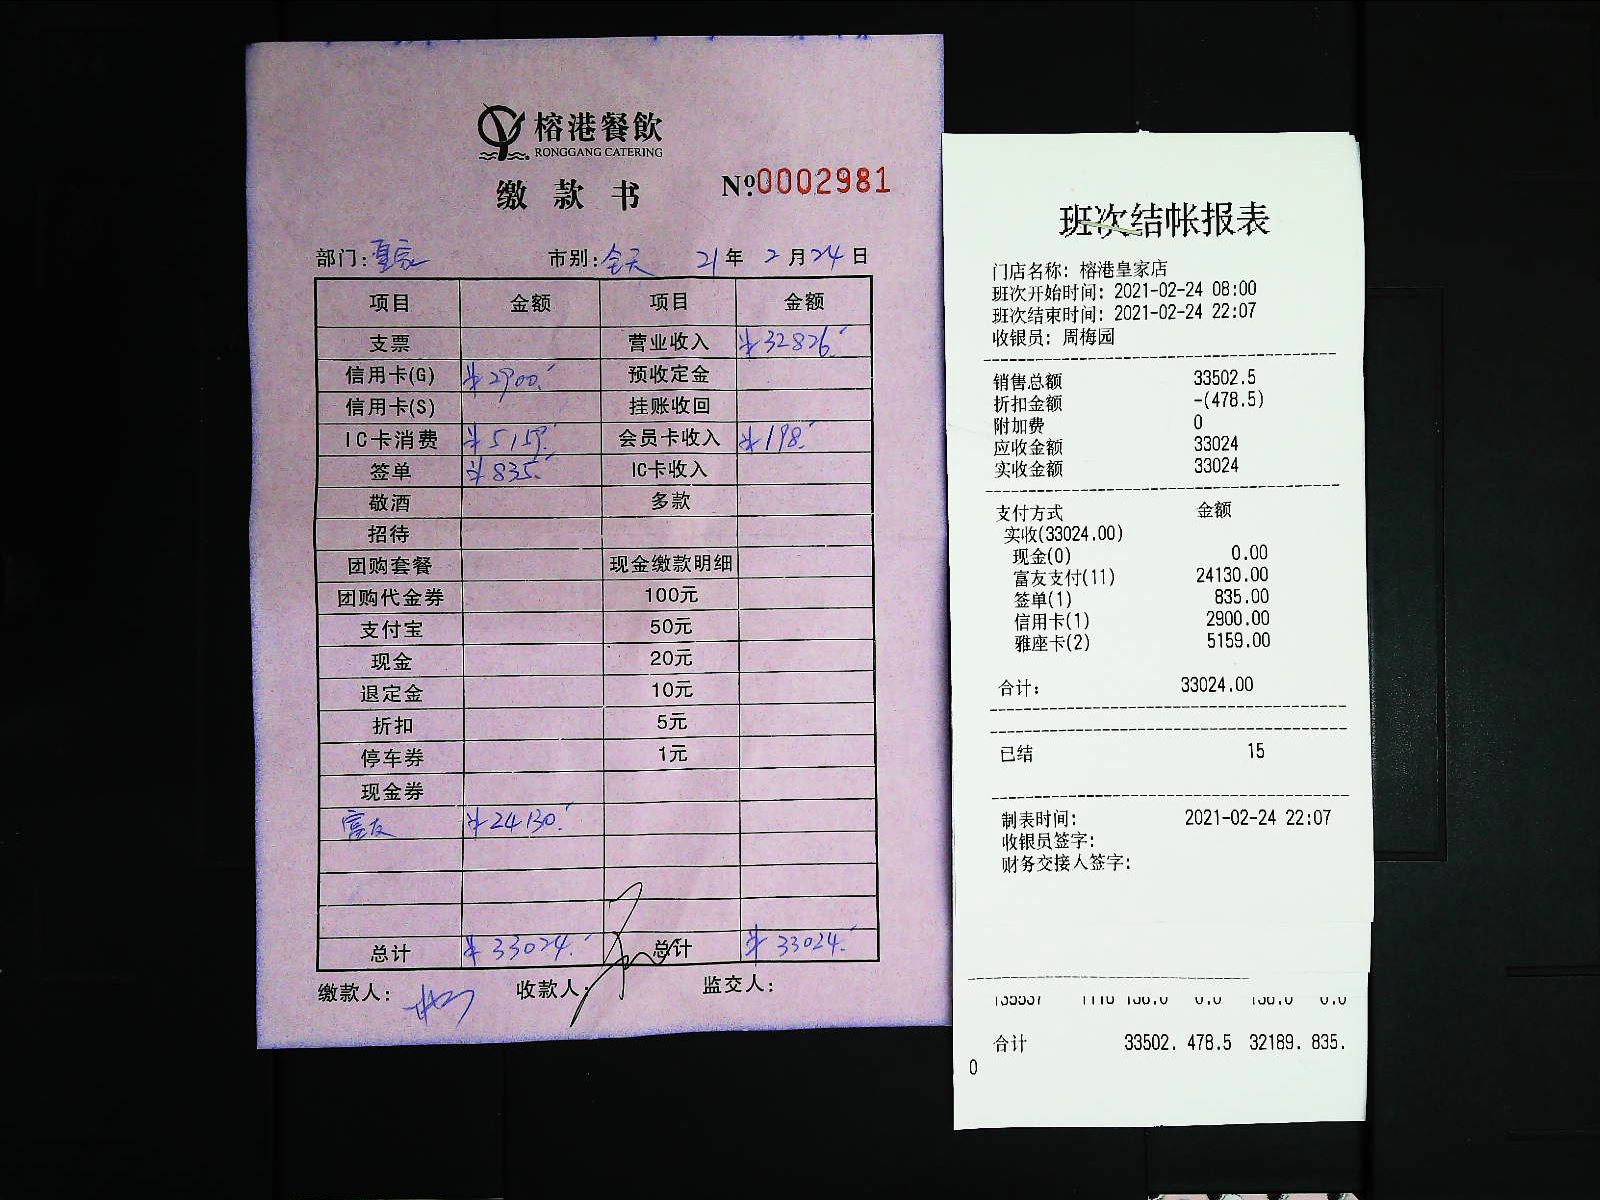 榕港餐飲
RONGGANG CATERING
缴款书 №0002981
部门:皇家 市别:全天 21年2月24日
项目 金额 项目 金额
支票 营业收入 ¥32826.
信用卡(G) ¥2900. 预收定金
信用卡(S) 挂账收回
IC卡消费 ¥5159. 会员卡收入 ¥198.
签单 ¥835. IC卡收入
敬酒 多款
招待
团购套餐 现金缴款明细
团购代金券 100元
支付宝 50元
现金 20元
退定金 10元
折扣 5元
停车券 1元
现金券
富友 ¥24130.
总计 ¥33024. 总计 ¥33024.
缴款人: 收款人: 监交人:
班次结帐报表
门店名称: 榕港皇家店
班次开始时间: 2021-02-24 08:00
班次结束时间: 2021-02-24 22:07
收银员: 周梅园
销售总额 33502.5
折扣金额 -(478.5)
附加费 0
应收金额 33024
实收金额 33024
支付方式 金额
实收(33024.00)
现金(0) 0.00
富友支付(11) 24130.00
签单(1) 835.00
信用卡(1) 2900.00
雅座卡(2) 5159.00
合计: 33024.00
已结 15
制表时间: 2021-02-24 22:07
收银员签字:
财务交接人签字:
合计 33502. 478.5 32189. 835.
0